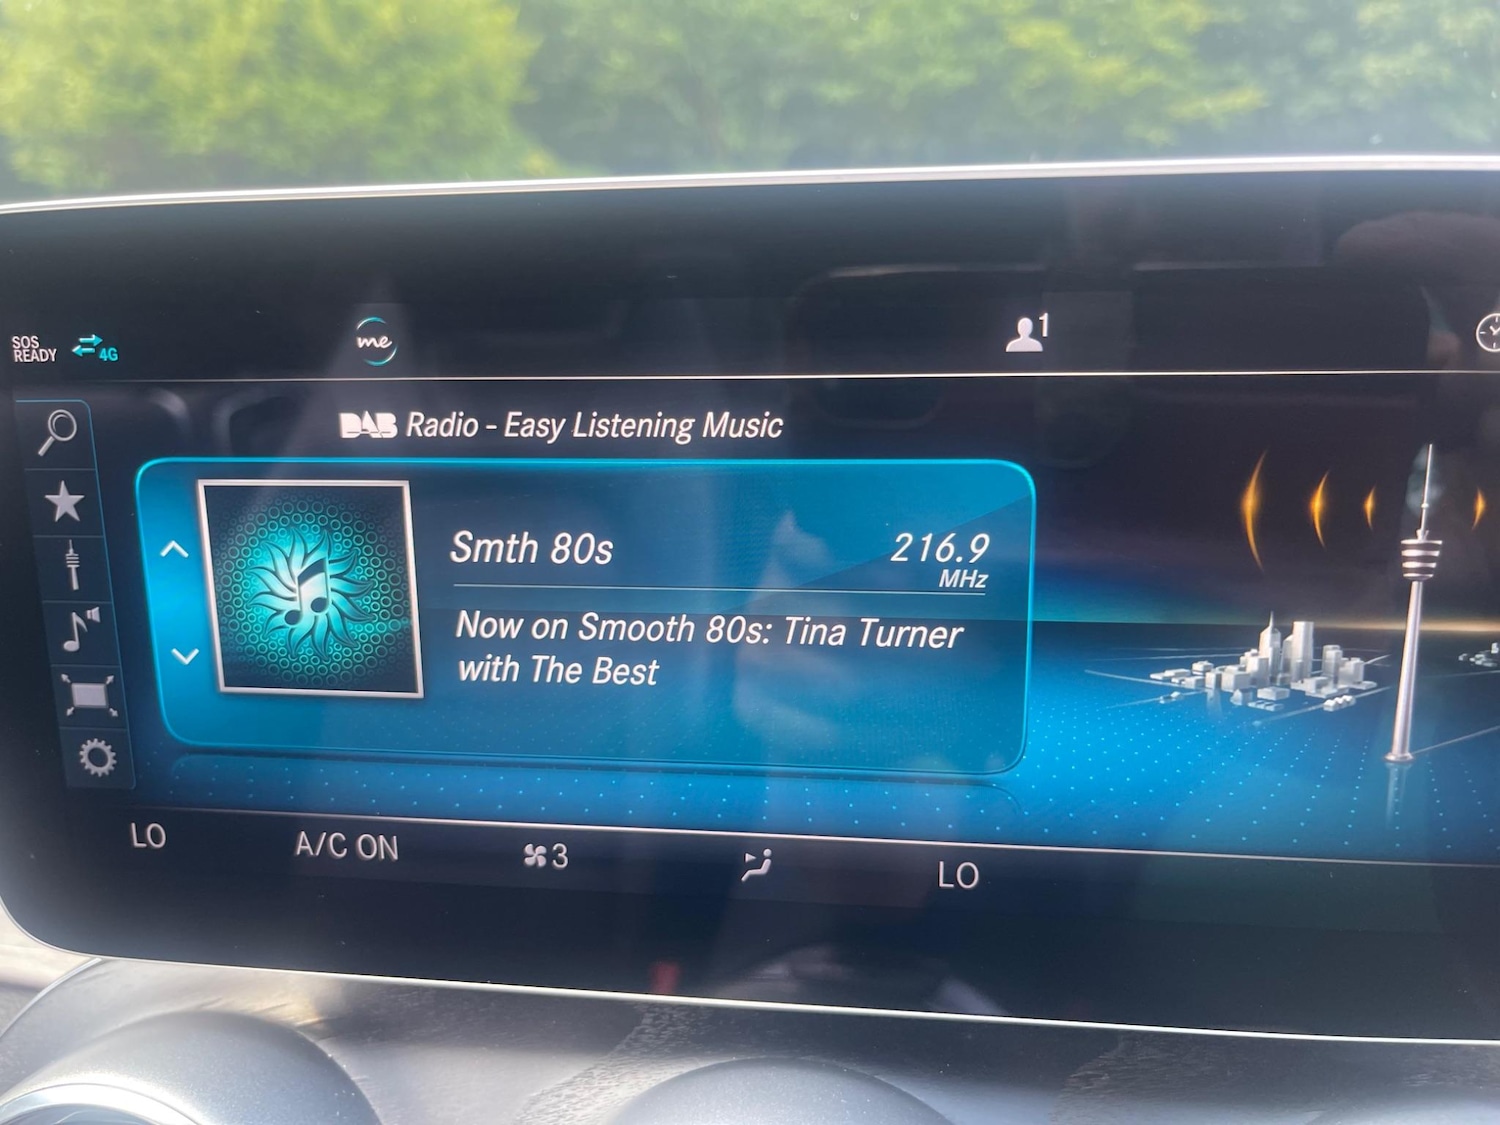 SOS
READY
4G
me
1
DAB Radio - Easy Listening Music
Smth 80s
216.9
MHz
Now on Smooth 80s: Tina Turner
with The Best
LO
A/C ON
3
LO